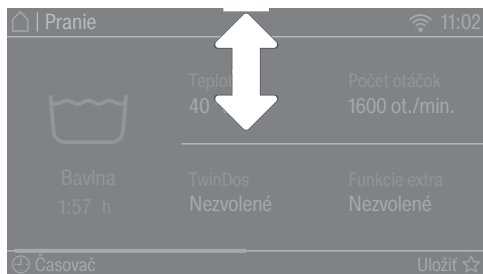 | Pranie 11:02
Teplot Počet otáčok
40 1600 ot./min.
Bavlna TwinDos Funkcie extra
1:57 h Nezvolené Nezvolené
Časovač Uložiť